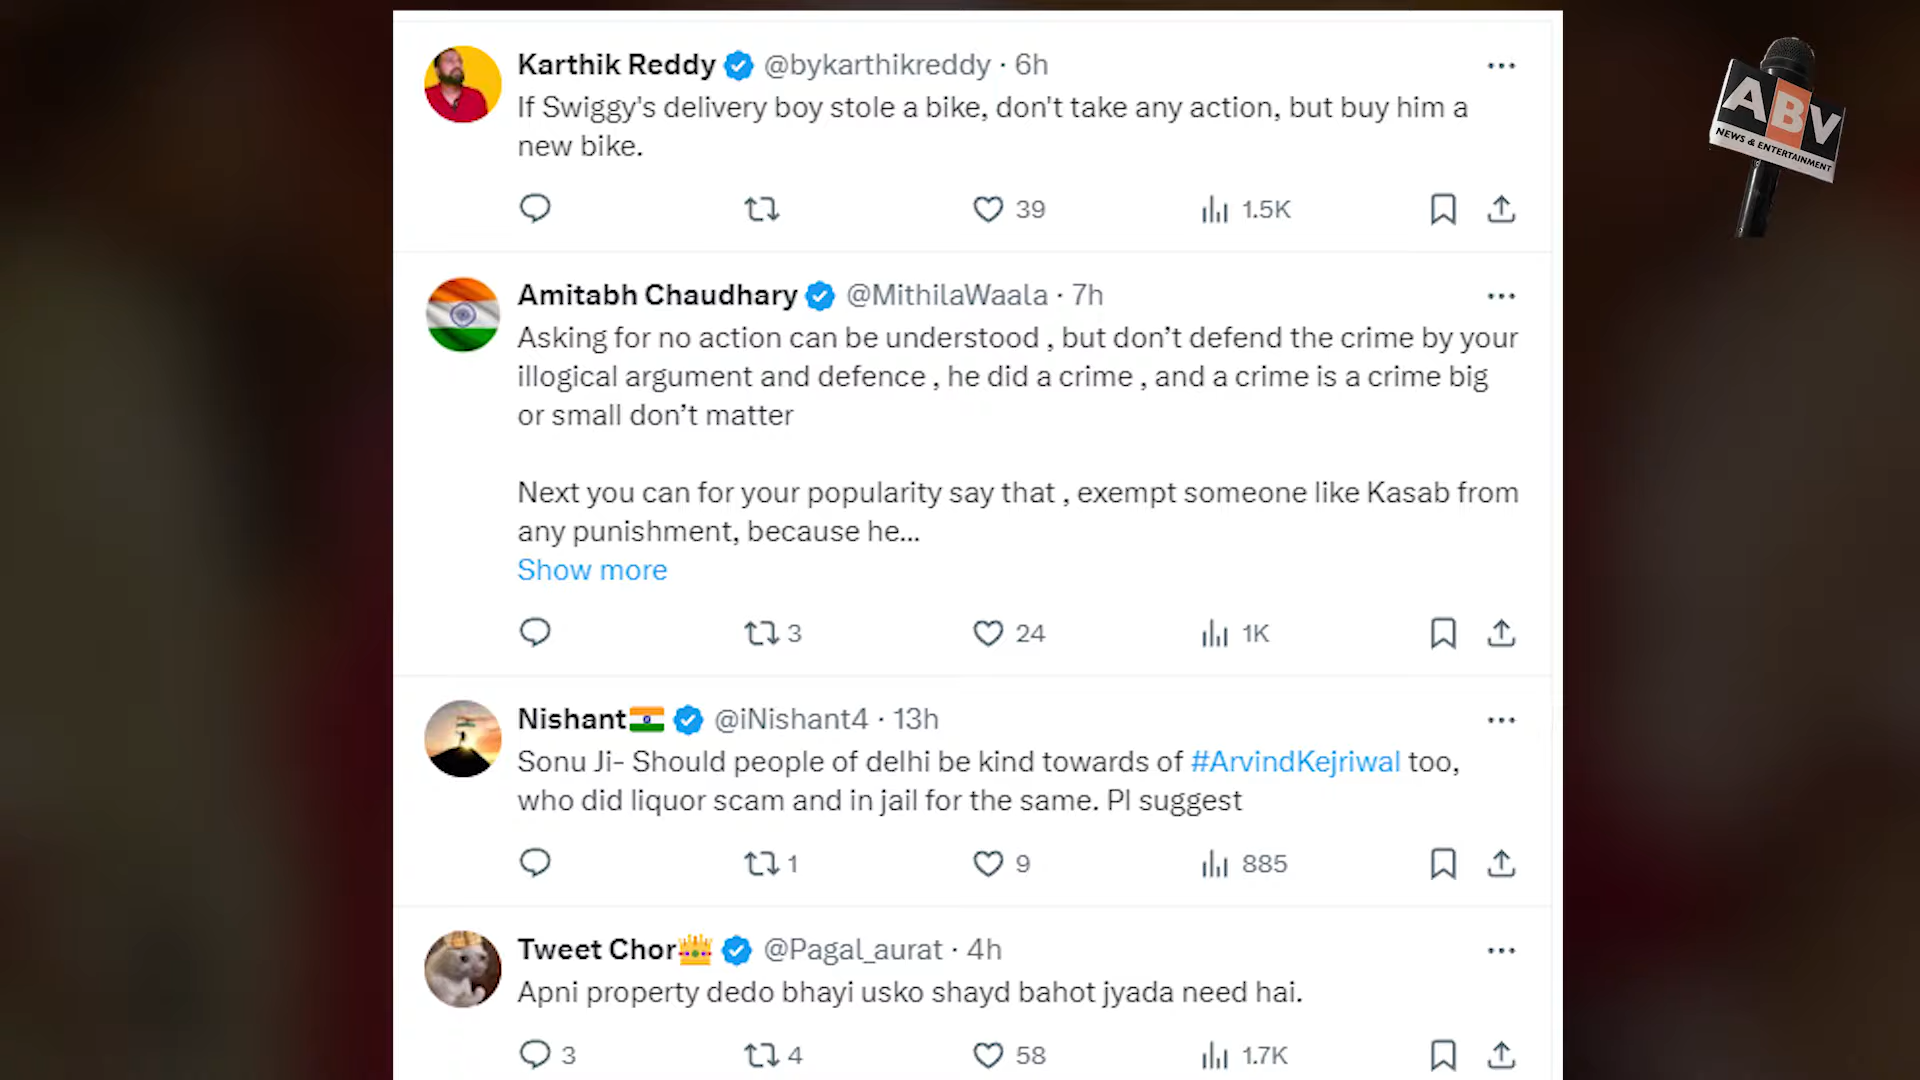 Karthik Reddy @bykarthikreddy · 6h
If Swiggy's delivery boy stole a bike, don't take any action, but buy him a
new bike.
39 1.5K
Amitabh Chaudhary @MithilaWaala · 7h
Asking for no action can be understood , but don’t defend the crime by your
illogical argument and defence , he did a crime , and a crime is a crime big
or small don’t matter
Next you can for your popularity say that , exempt someone like Kasab from
any punishment, because he...
Show more
3 24 1K
Nishant @iNishant4 · 13h
Sonu Ji- Should people of delhi be kind towards of #ArvindKejriwal too,
who did liquor scam and in jail for the same. Pl suggest
1 9 885
Tweet Chor @Pagal_aurat · 4h
Apni property dedo bhayi usko shayd bahot jyada need hai.
3 4 58 1.7K
ABV
NEWS & ENTERTAINMENT